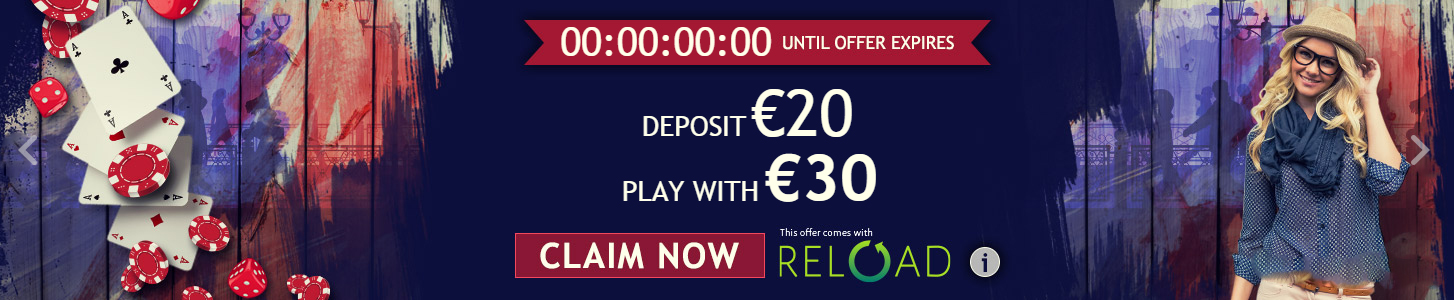 00:00:00:00 UNTIL OFFER EXPIRES
DEPOSIT €20
PLAY WITH €30
This offer comes with
CLAIM NOW RELOAD i